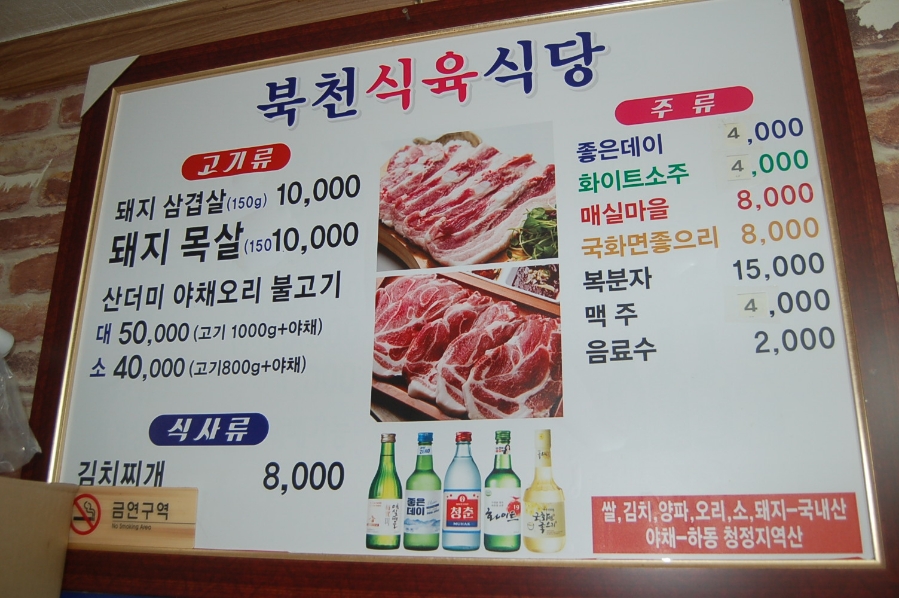 북천식육식당
고기류
돼지 삼겹살(150g) 10,000
돼지 목살(150 10,000
산더미 야채오리 불고기
대 50,000 (고기 1000g+야채)
소 40,000 (고기800g+야채)
식사류
김치찌개 8,000
금연구역
No Smoking Area
주류
좋은데이 4,000
화이트소주 4,000
매실마을 8,000
국화면좋으리 8,000
복분자 15,000
맥주 4,000
음료수 2,000
좋은
데이
청춘
화이트
쌀,김치,양파,오리,소,돼지-국내산
야채-하동 청정지역산